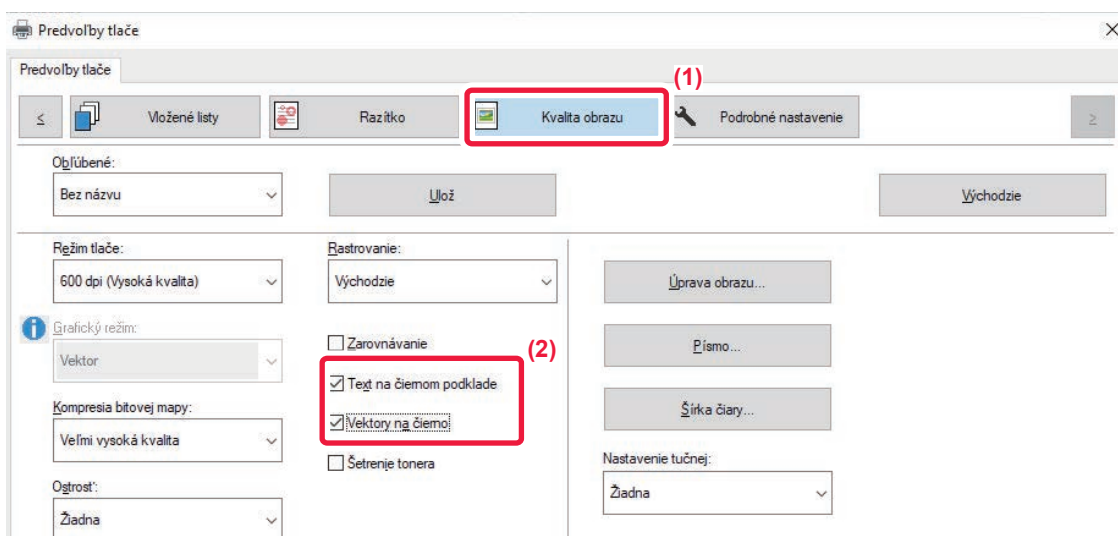 Predvoľby tlače
Predvoľby tlače
(1)
< Vložené listy Razítko Kvalita obrazu Podrobné nastavenie >
Obľúbené:
Bez názvu Ulož Východzie
Režim tlače: Rastrovanie:
600 dpi (Vysoká kvalita) Východzie Úprava obrazu...
Grafický režim: Zarovnávanie (2) Písmo...
Vektor
Text na čiernom podklade
Kompresia bitovej mapy: Vektory na čierno Šírka čiary...
Veľmi vysoká kvalita
Šetrenie tonera Nastavenie tučnej:
Ostrosť: Žiadna
Žiadna